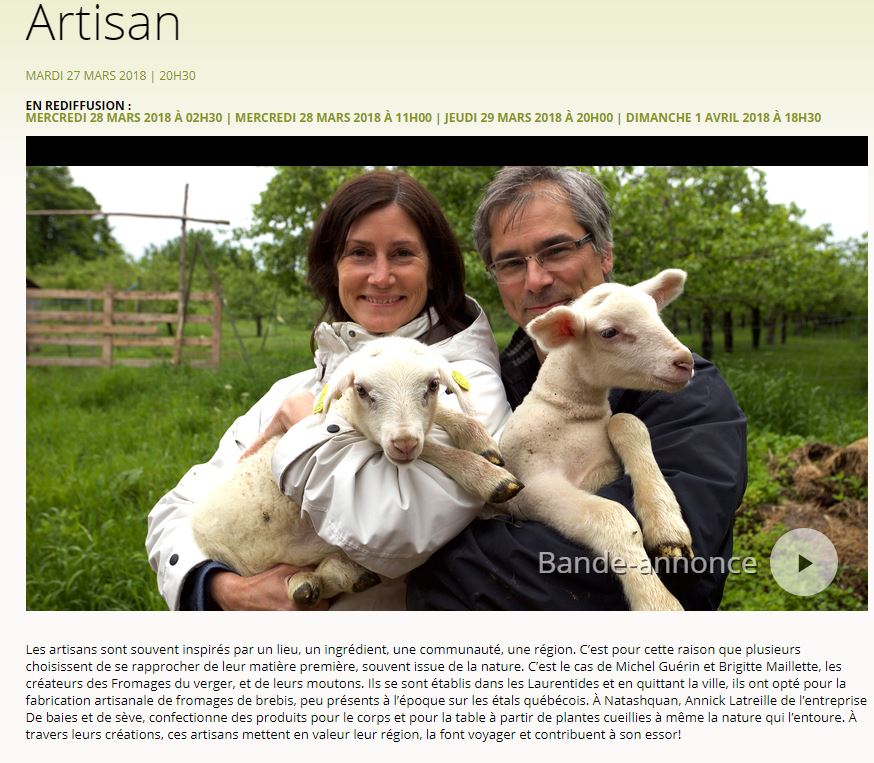 Artisan
MARDI 27 MARS 2018 | 20H30
EN REDIFFUSION :
MERCREDI 28 MARS 2018 À 02H30 | MERCREDI 28 MARS 2018 À 11H00 | JEUDI 29 MARS 2018 À 20H00 | DIMANCHE 1 AVRIL 2018 À 18H30
Bande-annonce
Les artisans sont souvent inspirés par un lieu, un ingrédient, une communauté, une région. C’est pour cette raison que plusieurs
choisissent de se rapprocher de leur matière première, souvent issue de la nature. C’est le cas de Michel Guérin et Brigitte Maillette, les
créateurs des Fromages du verger, et de leurs moutons. Ils se sont établis dans les Laurentides et en quittant la ville, ils ont opté pour la
fabrication artisanale de fromages de brebis, peu présents à l’époque sur les étals québécois. À Natashquan, Annick Latreille de l’entreprise
De baies et de sève, confectionne des produits pour le corps et pour la table à partir de plantes cueillies à même la nature qui l’entoure. À
travers leurs créations, ces artisans mettent en valeur leur région, la font voyager et contribuent à son essor!